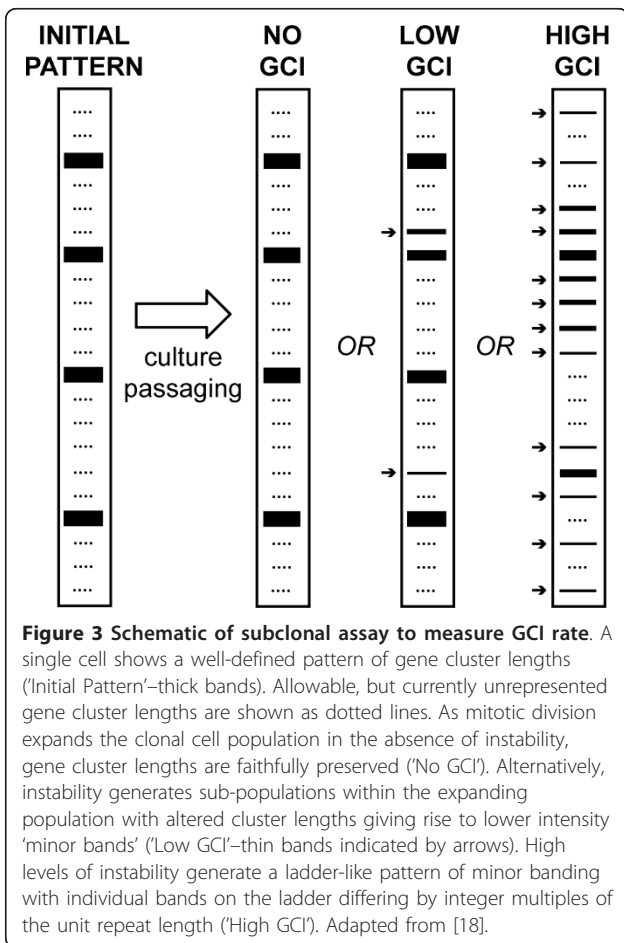 INITIAL PATTERN
NO GCI
LOW GCI
HIGH GCI
culture passaging
OR
OR
Figure 3 Schematic of subclonal assay to measure GCI rate. A
single cell shows a well-defined pattern of gene cluster lengths
('Initial Pattern'–thick bands). Allowable, but currently unrepresented
gene cluster lengths are shown as dotted lines. As mitotic division
expands the clonal cell population in the absence of instability,
gene cluster lengths are faithfully preserved ('No GCI'). Alternatively,
instability generates sub-populations within the expanding
population with altered cluster lengths giving rise to lower intensity
'minor bands' ('Low GCI'–thin bands indicated by arrows). High
levels of instability generate a ladder-like pattern of minor banding
with individual bands on the ladder differing by integer multiples of
the unit repeat length ('High GCI'). Adapted from [18].